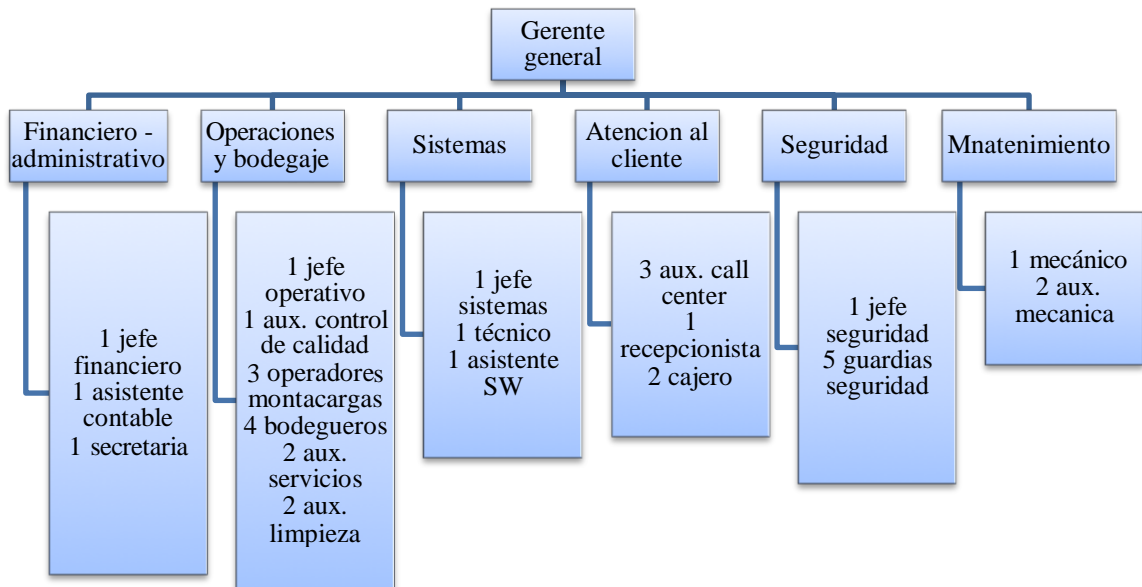 Gerente
general
Financiero -
administrativo
Operaciones
y bodegaje
Sistemas
Atencion al
cliente
Seguridad
Mnatenimiento
1 jefe
financiero
1 asistente
contable
1 secretaria
1 jefe
operativo
1 aux. control
de calidad
3 operadores
montacargas
4 bodegueros
2 aux.
servicios
2 aux.
limpieza
1 jefe
sistemas
1 técnico
1 asistente
SW
3 aux. call
center
1
recepcionista
2 cajero
1 jefe
seguridad
5 guardias
seguridad
1 mecánico
2 aux.
mecanica